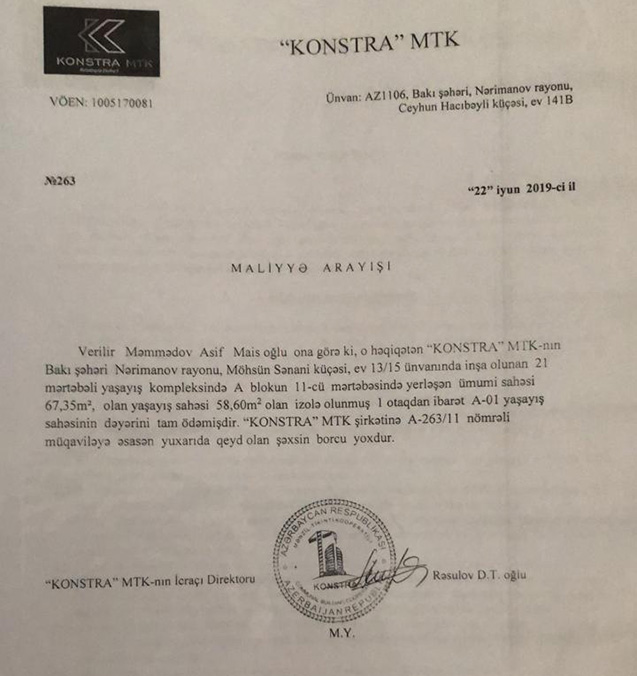 KONSTRA MTK
"KONSTRA" MTK
VÖEN: 1005170081
Ünvan: AZ1106, Bakı şəhəri, Nərimanov rayonu,
Ceyhun Hacıbəyli küçəsi, ev 141B
№263
"22" iyun 2019-ci il
MALİYYƏ ARAYIŞI
Verilir Məmmədov Asif Mais oğlu ona görə ki, o həqiqətən "KONSTRA" MTK-nın
Bakı şəhəri Nərimanov rayonu, Möhsün Sənani küçəsi, ev 13/15 ünvanında inşa olunan 21
mərtəbəli yaşayış kompleksində A blokun 11-cü mərtəbəsində yerləşən ümumi sahəsi
67,35m², olan yaşayış sahəsi 58,60m² olan izolə olunmuş 1 otaqdan ibarət A-01 yaşayış
sahəsinin dəyərini tam ödəmişdir. "KONSTRA" MTK şirkətinə A-263/11 nömrəli
müqaviləyə əsasən yuxarıda qeyd olan şəxsin borcu yoxdur.
AZƏRBAYCAN RESPUBLİKASI
KONSTRA
AZERBAIJAN REPUBLIC
"KONSTRA" MTK-nın İcraçı Direktoru
Rəsulov D.T. oğlu
M.Y.